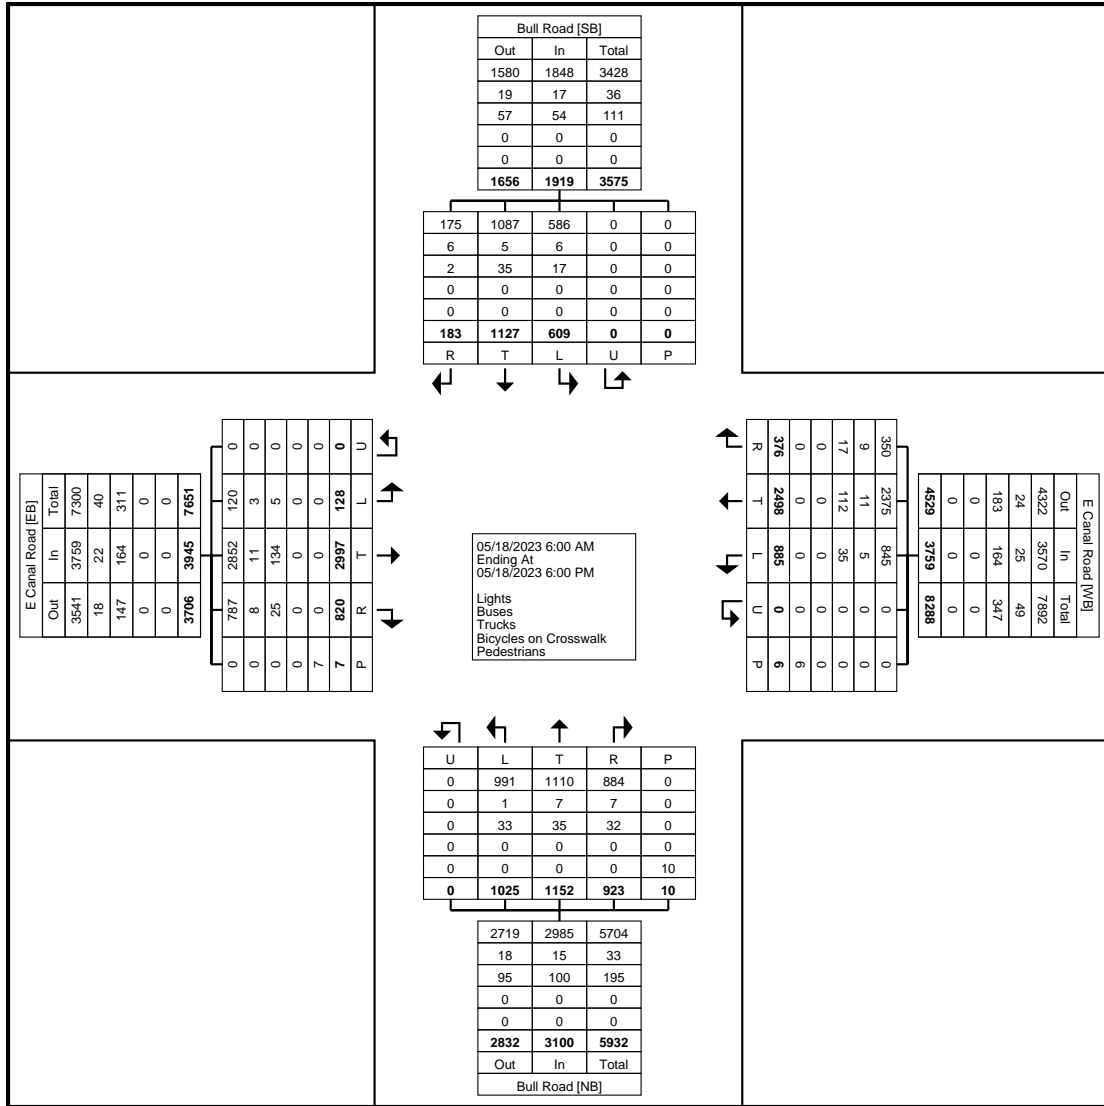 Bull Road [SB]
Out In Total
1580 1848 3428
19 17 36
57 54 111
0 0 0
0 0 0
1656 1919 3575
175 1087 586 0 0
6 5 6 0 0
2 35 17 0 0
0 0 0 0 0
0 0 0 0 0
183 1127 609 0 0
R T L U P
E Canal Road [EB]
Total In Out
7300 3759 3541
40 22 18
311 164 147
0 0 0
0 0 0
7651 3945 3706
0 120 2852 787 0
0 3 11 8 0
0 5 134 25 0
0 0 0 0 0
0 0 0 0 7
0 128 2997 820 7
U L T R P
05/18/2023 6:00 AM
Ending At
05/18/2023 6:00 PM
Lights
Buses
Trucks
Bicycles on Crosswalk
Pedestrians
E Canal Road [WB]
Out In Total
4322 3570 7892
24 25 49
183 164 347
0 0 0
0 0 0
4529 3759 8288
350 2375 845 0 0
9 11 5 0 0
17 112 35 0 0
0 0 0 0 0
0 0 0 0 6
376 2498 885 0 6
R T L U P
U L T R P
0 991 1110 884 0
0 1 7 7 0
0 33 35 32 0
0 0 0 0 0
0 0 0 0 10
0 1025 1152 923 10
2719 2985 5704
18 15 33
95 100 195
0 0 0
0 0 0
2832 3100 5932
Out In Total
Bull Road [NB]